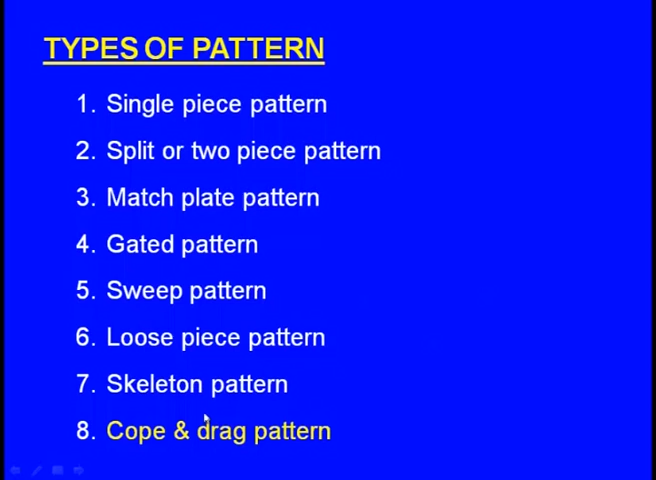 TYPES OF PATTERN
1. Single piece pattern
2. Split or two piece pattern
3. Match plate pattern
4. Gated pattern
5. Sweep pattern
6. Loose piece pattern
7. Skeleton pattern
8. Cope & drag pattern